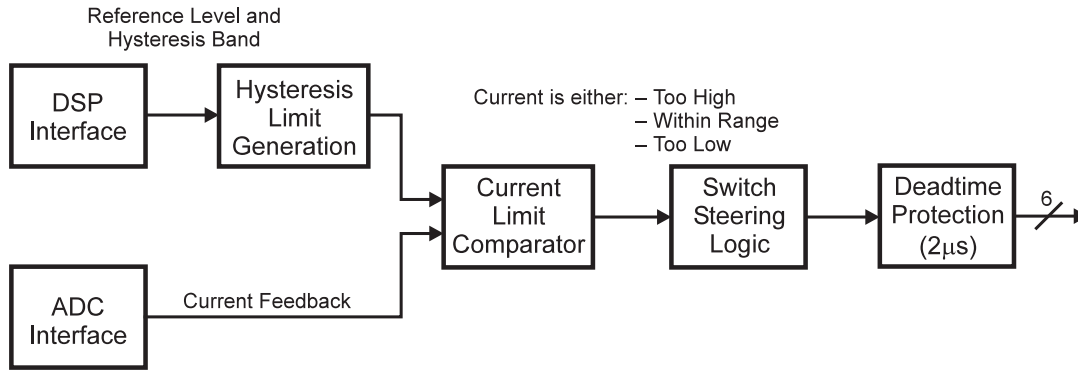 Reference Level and
Hysteresis Band
DSP
Interface
Hysteresis
Limit
Generation
Current is either: – Too High
– Within Range
– Too Low
Current
Limit
Comparator
Switch
Steering
Logic
Deadtime
Protection
(2μs)
6
ADC
Interface
Current Feedback